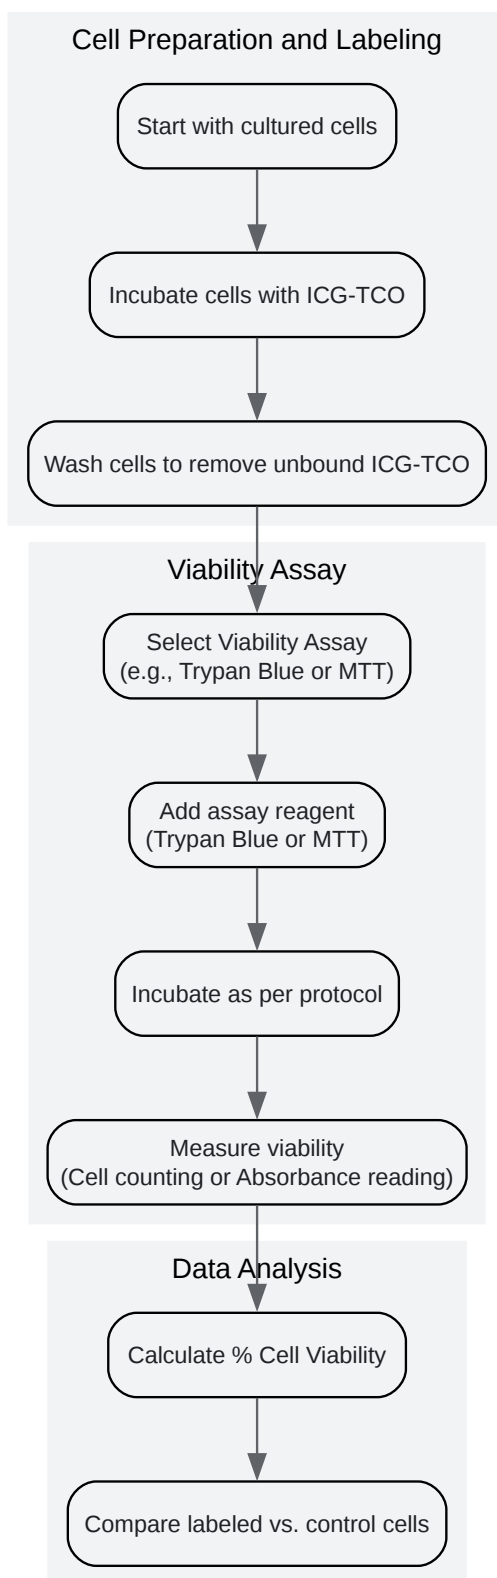 Cell Preparation and Labeling
Start with cultured cells
Incubate cells with ICG-TCO
Wash cells to remove unbound ICG-TCO
Viability Assay
Select Viability Assay
(e.g., Trypan Blue or MTT)
Add assay reagent
(Trypan Blue or MTT)
Incubate as per protocol
Measure viability
(Cell counting or Absorbance reading)
Data Analysis
Calculate % Cell Viability
Compare labeled vs. control cells